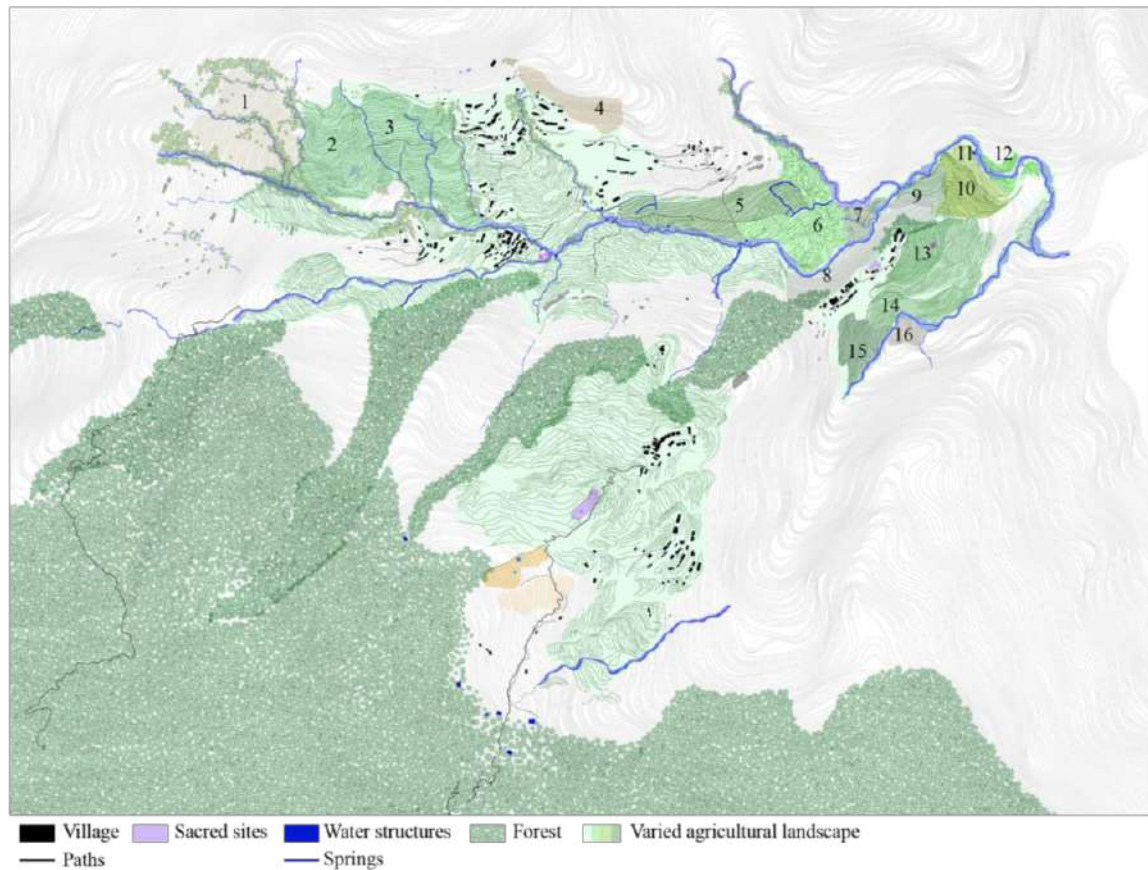 1
2
3
4
5
6
7
8
9
10
11
12
13
14
15
16
Village
Sacred sites
Water structures
Forest
Varied agricultural landscape
Paths
Springs